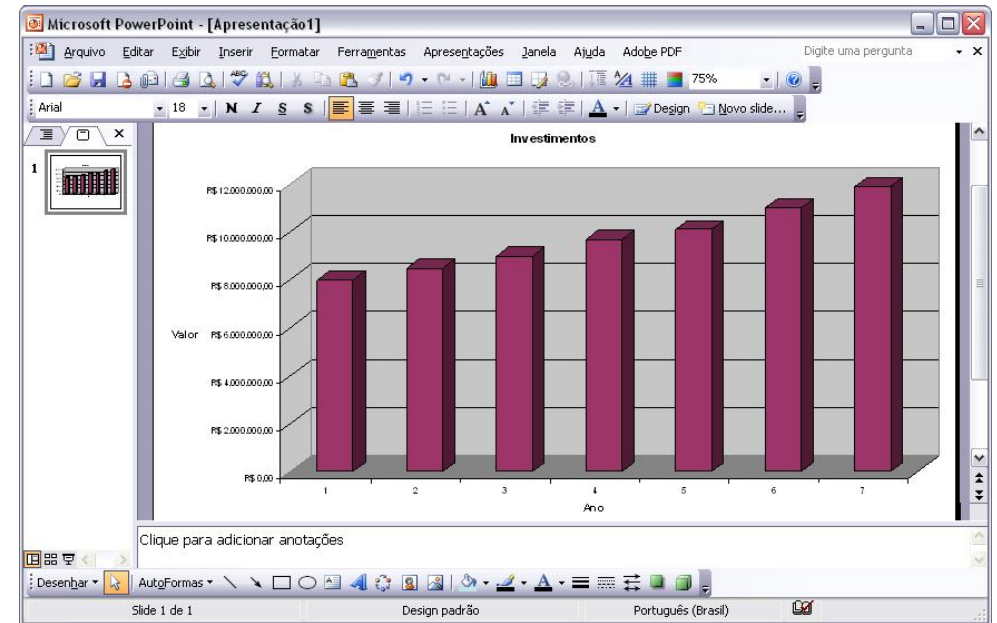 Microsoft PowerPoint - [Apresentação1]
Arquivo Editar Exibir Inserir Formatar Ferramentas Apresentações Janela Ajuda Adobe PDF Digite uma pergunta
75%
Arial 18 N I S S Design Novo slide...
1
Investimentos
R$ 12.000.000,00
R$ 10.000.000,00
R$ 8.000.000,00
Valor R$ 6.000.000,00
R$ 4.000.000,00
R$ 2.000.000,00
R$ 0,00
1 2 3 4 5 6 7
Ano
Clique para adicionar anotações
Desenhar AutoFormas
Slide 1 de 1 Design padrão Português (Brasil)